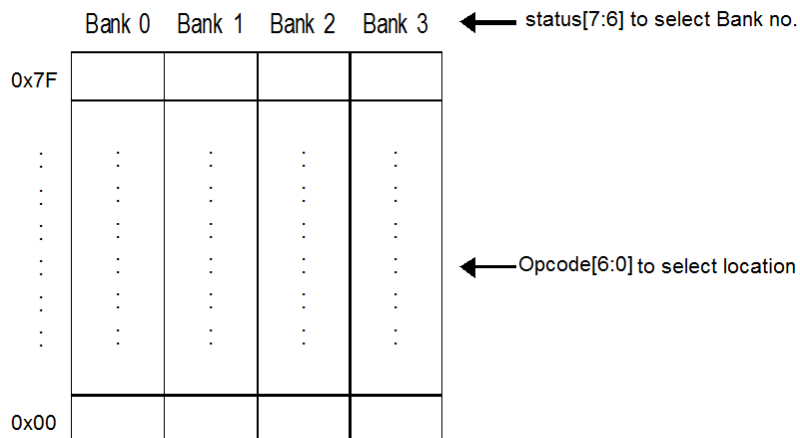 Bank 0 Bank 1 Bank 2 Bank 3 status[7:6] to select Bank no.
0x7F
Opcode[6:0] to select location
0x00